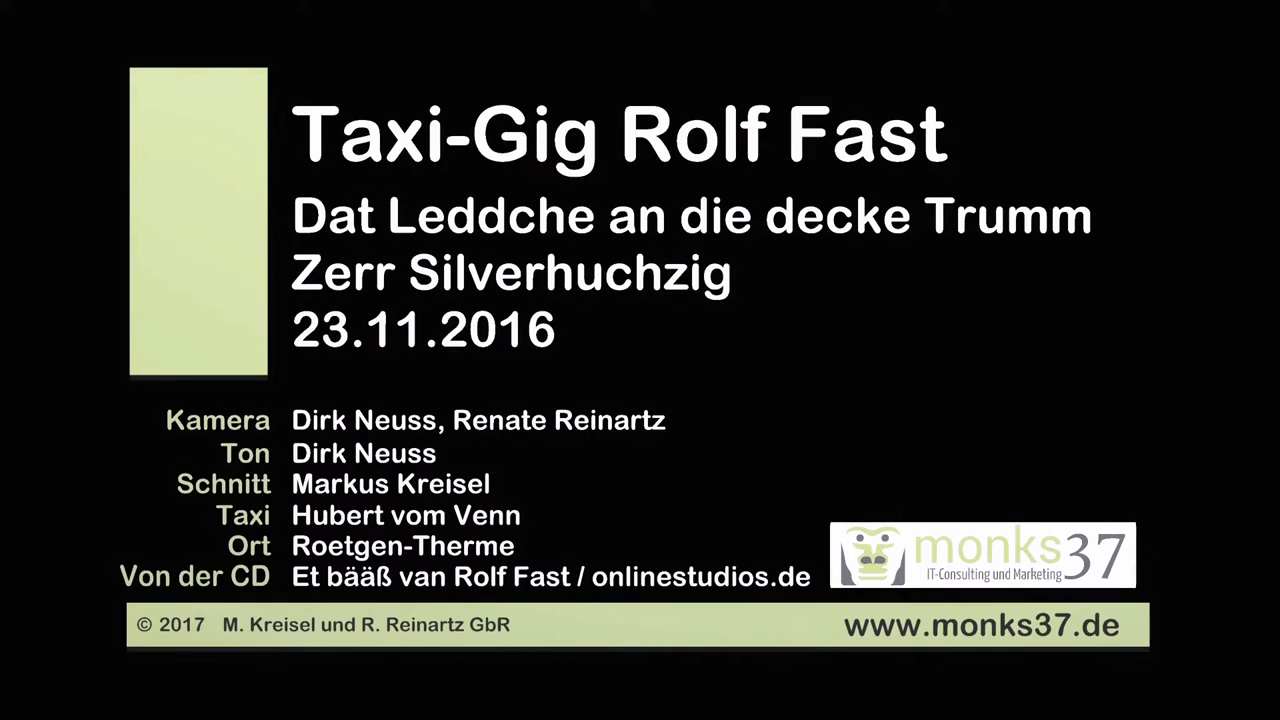 Taxi-Gig Rolf Fast
Dat Leddche an die decke Trumm
Zerr Silverhuchzig
23.11.2016
Kamera Dirk Neuss, Renate Reinartz
Ton Dirk Neuss
Schnitt Markus Kreisel
Taxi Hubert vom Venn
Ort Roetgen-Therme
Von der CD Et bääß van Rolf Fast / onlinestudios.de
monks37
IT-Consulting und Marketing
© 2017 M. Kreisel und R. Reinartz GbR
www.monks37.de